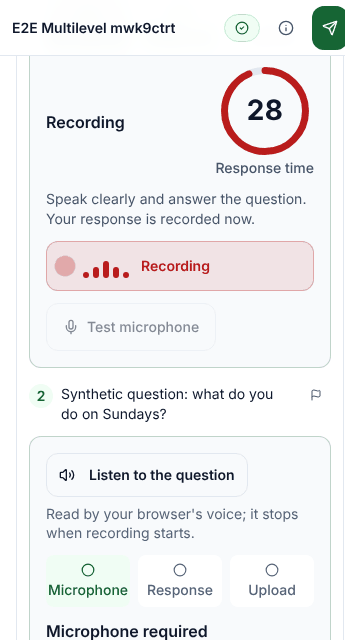 E2E Multilevel mwk9ctrt
Recording
28
Response time
Speak clearly and answer the question.
Your response is recorded now.
Recording
Test microphone
2
Synthetic question: what do you
do on Sundays?
Listen to the question
Read by your browser's voice; it stops
when recording starts.
Microphone
Response
Upload
Microphone required